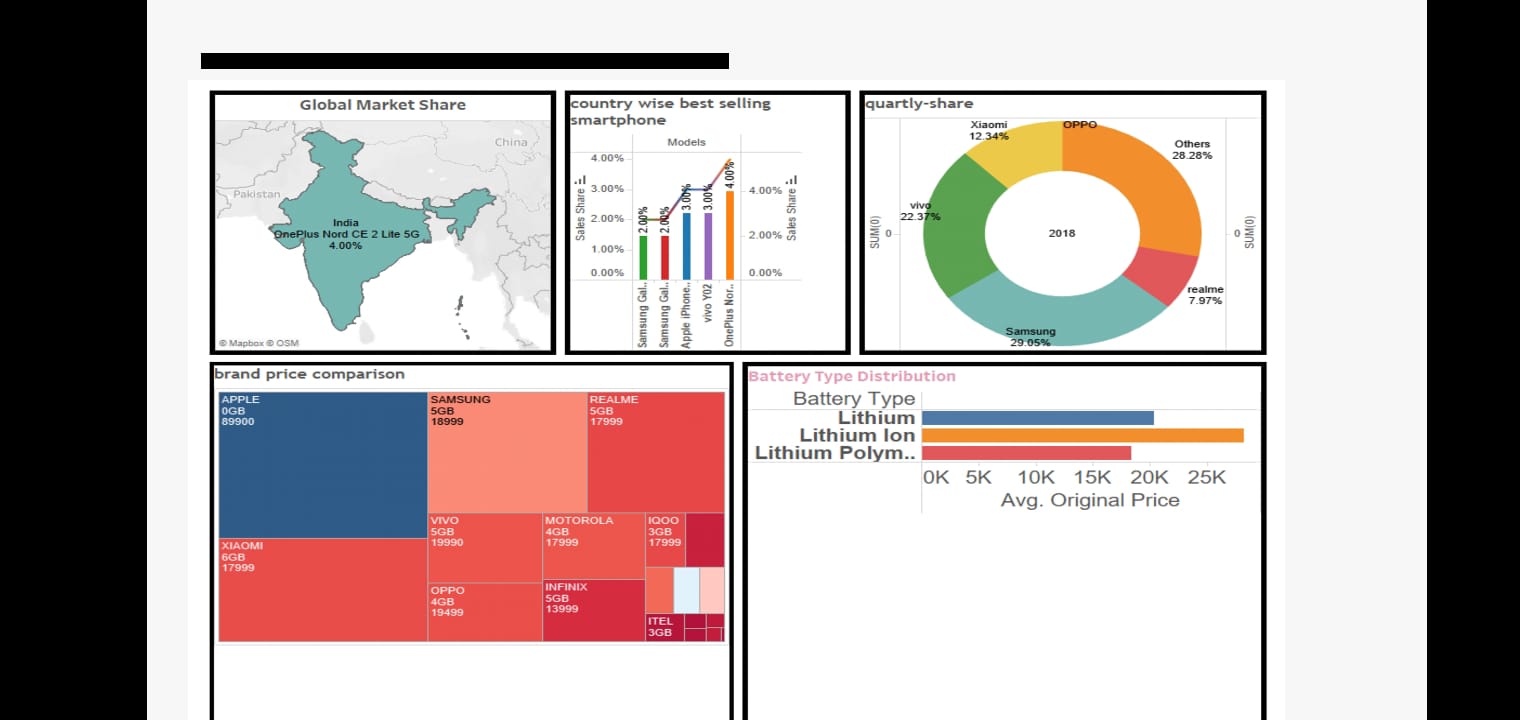 Global Market Share
China
Pakistan
India
OnePlus Nord CE 2 Lite 5G
4.00%
© Mapbox © OSM
country wise best selling
smartphone
Models
4.00%
3.00%
2.00%
1.00%
0.00%
Sales Share
2.00%
2.00%
3.00%
3.00%
4.00%
4.00%
2.00%
0.00%
Sales Share
Samsung Gal..
Samsung Gal..
Apple iPhone..
vivo Y02
OnePlus Nor..
quartly-share
Xiaomi
12.34%
OPPO
Others
28.28%
vivo
22.37%
2018
realme
7.97%
Samsung
29.05%
SUM(0)
0
0
SUM(0)
brand price comparison
APPLE
0GB
89900
SAMSUNG
5GB
18999
REALME
5GB
17999
XIAOMI
6GB
17999
VIVO
5GB
19990
MOTOROLA
4GB
17999
IQOO
3GB
17999
OPPO
4GB
19499
INFINIX
5GB
13999
ITEL
3GB
Battery Type Distribution
Battery Type
Lithium
Lithium Ion
Lithium Polym..
0K 5K 10K 15K 20K 25K
Avg. Original Price